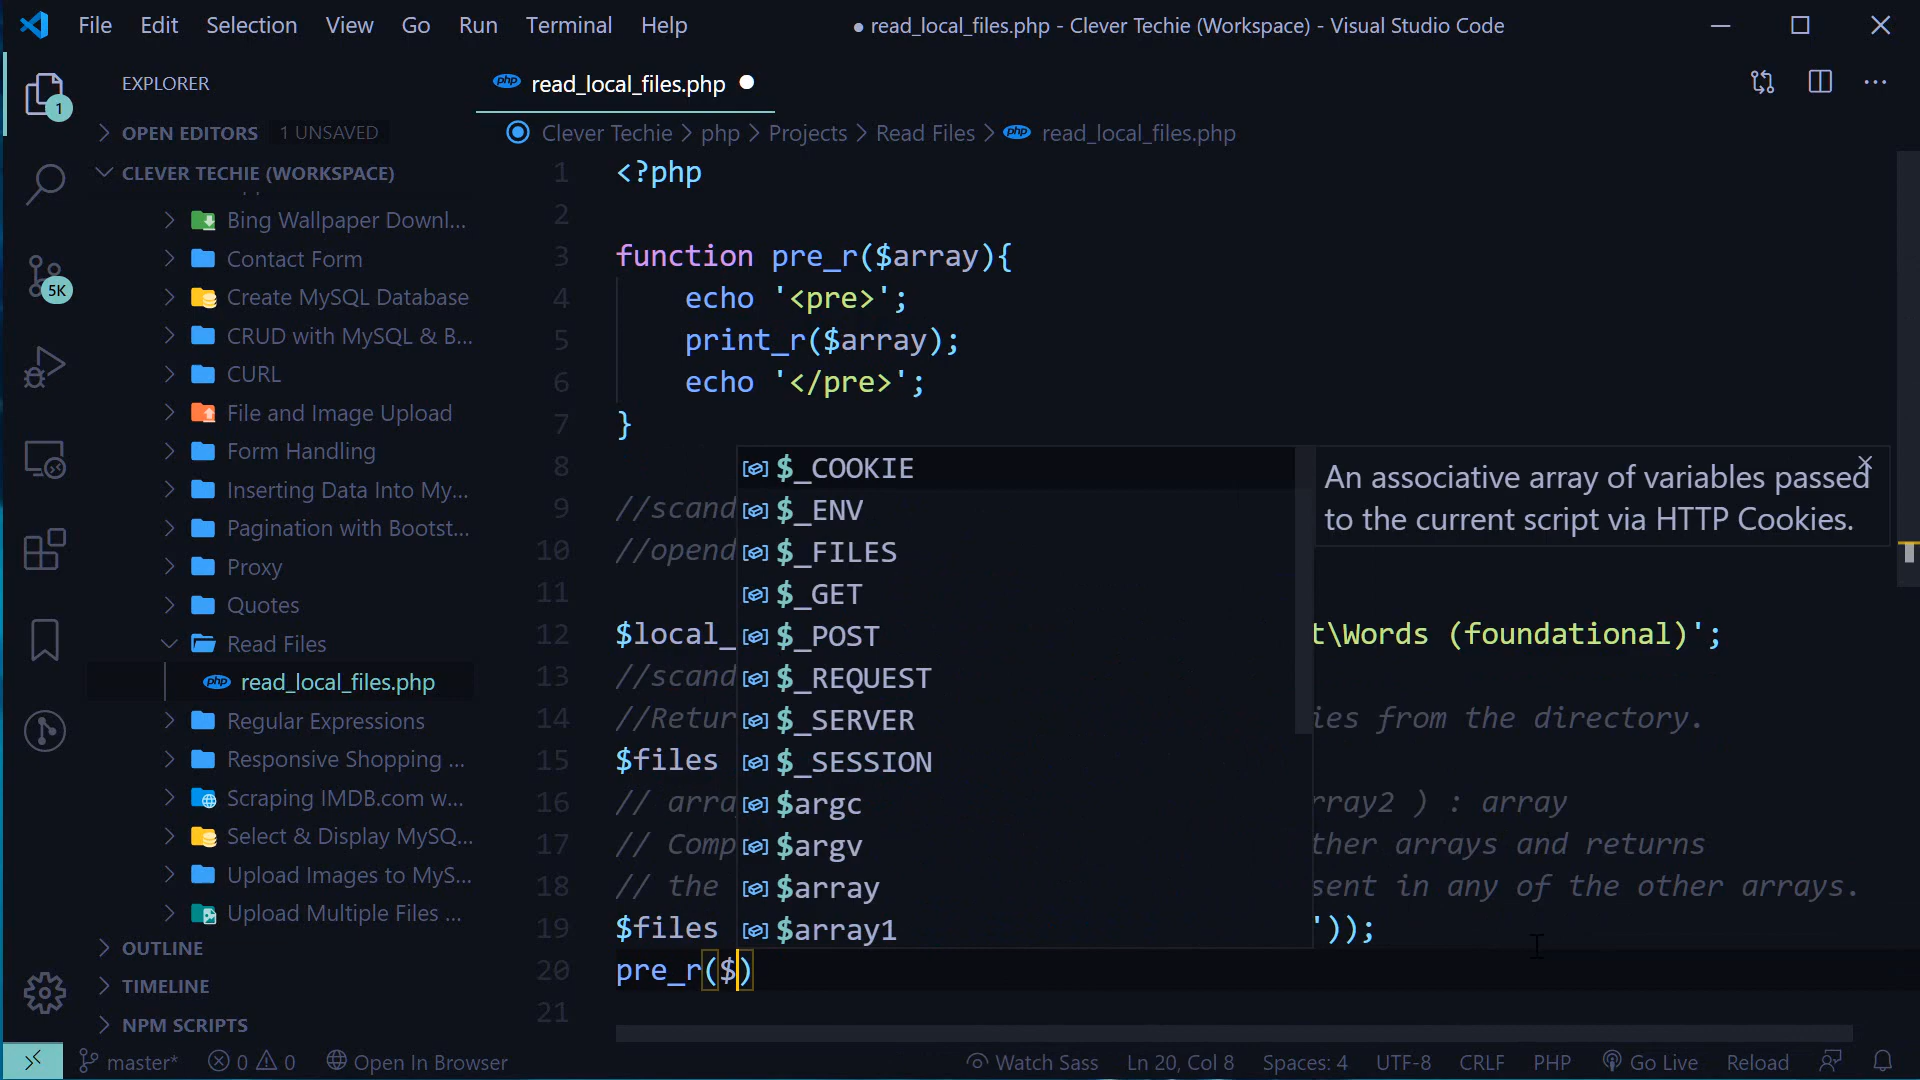 File Edit Selection View Go Run Terminal Help
● read_local_files.php - Clever Techie (Workspace) - Visual Studio Code
EXPLORER
1
OPEN EDITORS 1 UNSAVED
CLEVER TECHIE (WORKSPACE)
Bing Wallpaper Downl...
Contact Form
5K
Create MySQL Database
CRUD with MySQL & B...
CURL
File and Image Upload
Form Handling
Inserting Data Into My...
Pagination with Bootst...
Proxy
Quotes
Read Files
php read_local_files.php
Regular Expressions
Responsive Shopping ...
Scraping IMDB.com w...
Select & Display MySQ...
Upload Images to MyS...
Upload Multiple Files ...
OUTLINE
TIMELINE
NPM SCRIPTS
php read_local_files.php ●
Clever Techie > php > Projects > Read Files > php read_local_files.php
1 <?php
2
3 function pre_r($array){
4 echo '<pre>';
5 print_r($array);
6 echo '</pre>';
7 }
8
9 //scand
10 //opend
11
12 $local_ t\Words (foundational)';
13 //scand
14 //Retur ies from the directory.
15 $files
16 // arra rray2 ) : array
17 // Comp ther arrays and returns
18 // the sent in any of the other arrays.
19 $files '));
20 pre_r($)
21
$_COOKIE
$_ENV
$_FILES
$_GET
$_POST
$_REQUEST
$_SERVER
$_SESSION
$argc
$argv
$array
$array1
An associative array of variables passed
to the current script via HTTP Cookies.
master* 0 0 Open In Browser Watch Sass Ln 20, Col 8 Spaces: 4 UTF-8 CRLF PHP Go Live Reload